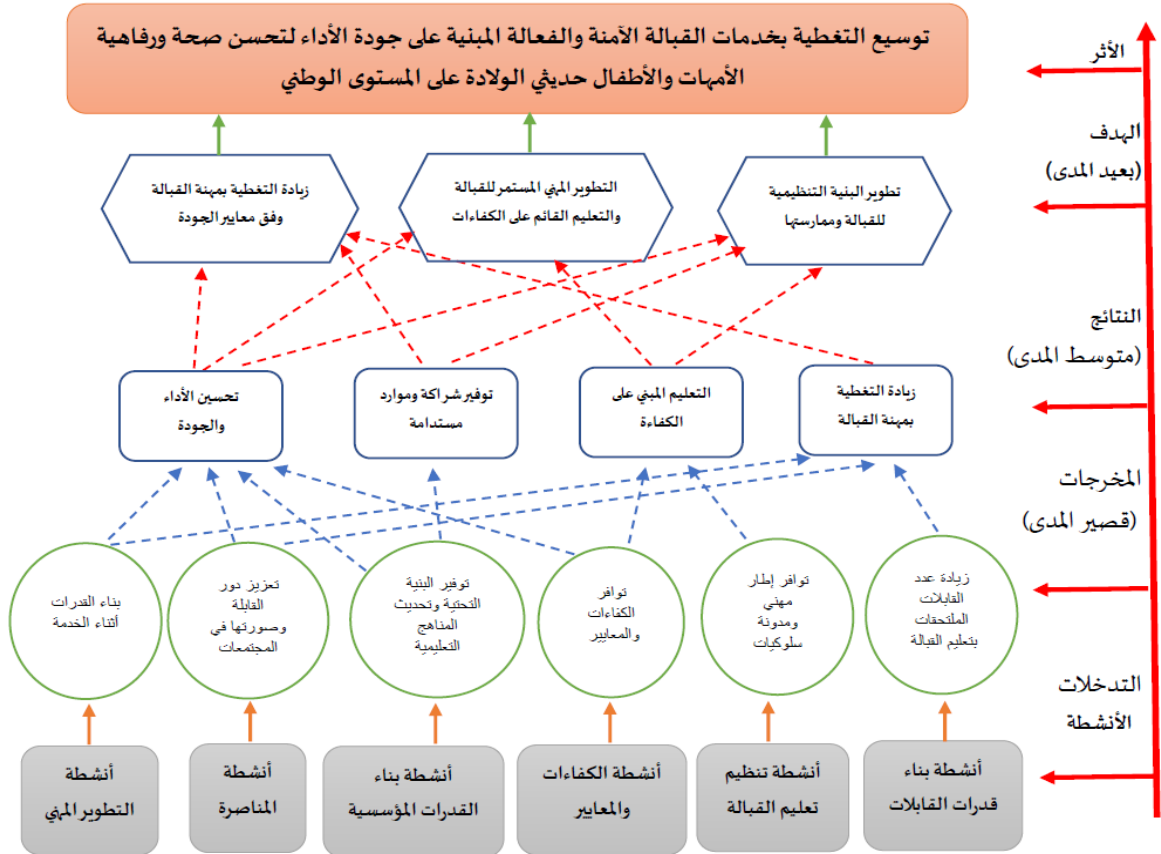 توسيع التغطية بخدمات القبالة الآمنة والفعالة المبنية على جودة الأداء لتحسن صحة ورفاهية
الأمهات والأطفال حديثي الولادة على المستوى الوطني
الأثر
الهدف
(بعيد المدى)
تطوير البنية التنظيمية
للقبالة وممارستها
التطوير المهني المستمر للقبالة
والتعليم القائم على الكفاءات
زيادة التغطية بمهنة القبالة
وفق معايير الجودة
النتائج
(متوسط المدى)
زيادة التغطية
بمهنة القبالة
التعليم المبني على
الكفاءة
توفير شراكة وموارد
مستدامة
تحسين الأداء
والجودة
المخرجات
(قصير المدى)
زيادة عدد
القابلات
الملتحقات
بتعليم القبالة
توافر إطار
مهني
ومدونة
سلوكيات
توافر
الكفاءات
والمعايير
توفير البنية
التحتية وتحديث
المناهج
التعليمية
تعزيز دور
القابلة
وصورتها في
المجتمعات
بناء القدرات
أثناء الخدمة
التدخلات
الأنشطة
أنشطة بناء
قدرات القابلات
أنشطة تنظيم
تعليم القبالة
أنشطة الكفاءات
والمعايير
أنشطة بناء
القدرات المؤسسية
أنشطة
المناصرة
أنشطة
التطوير المهني